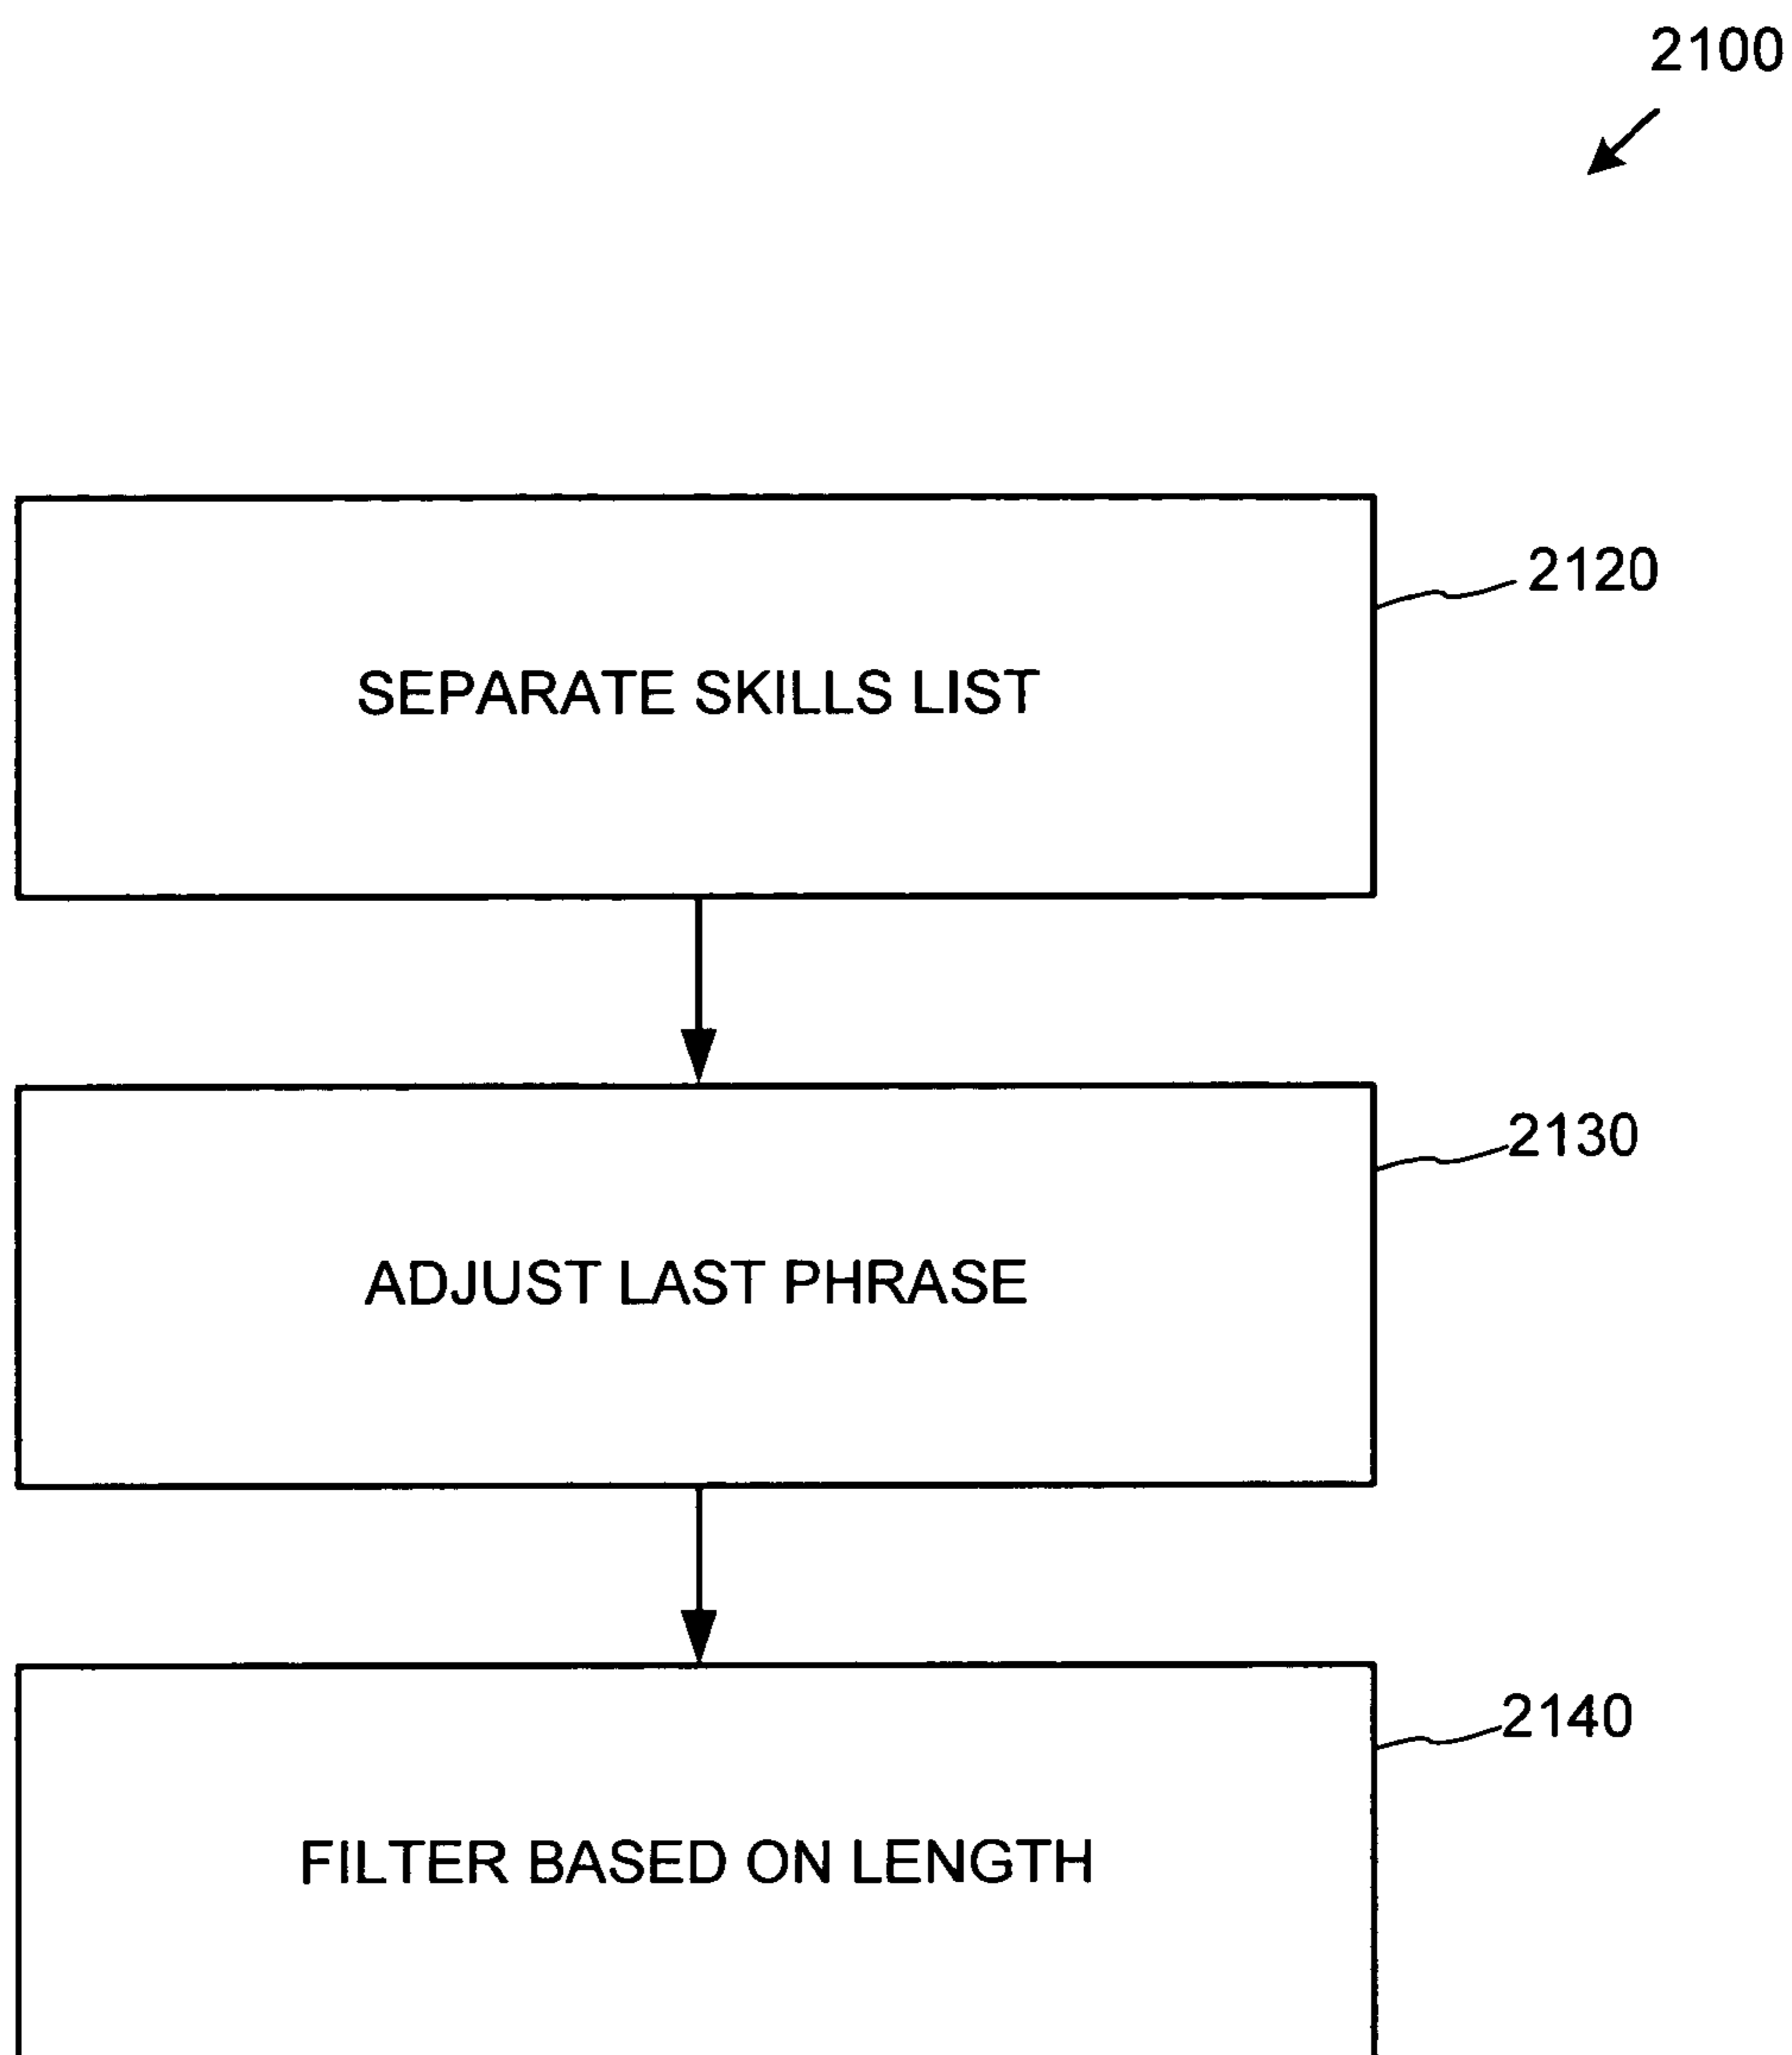 2100
2120
SEPARATE SKILLS LIST
2130
ADJUST LAST PHRASE
2140
FILTER BASED ON LENGTH